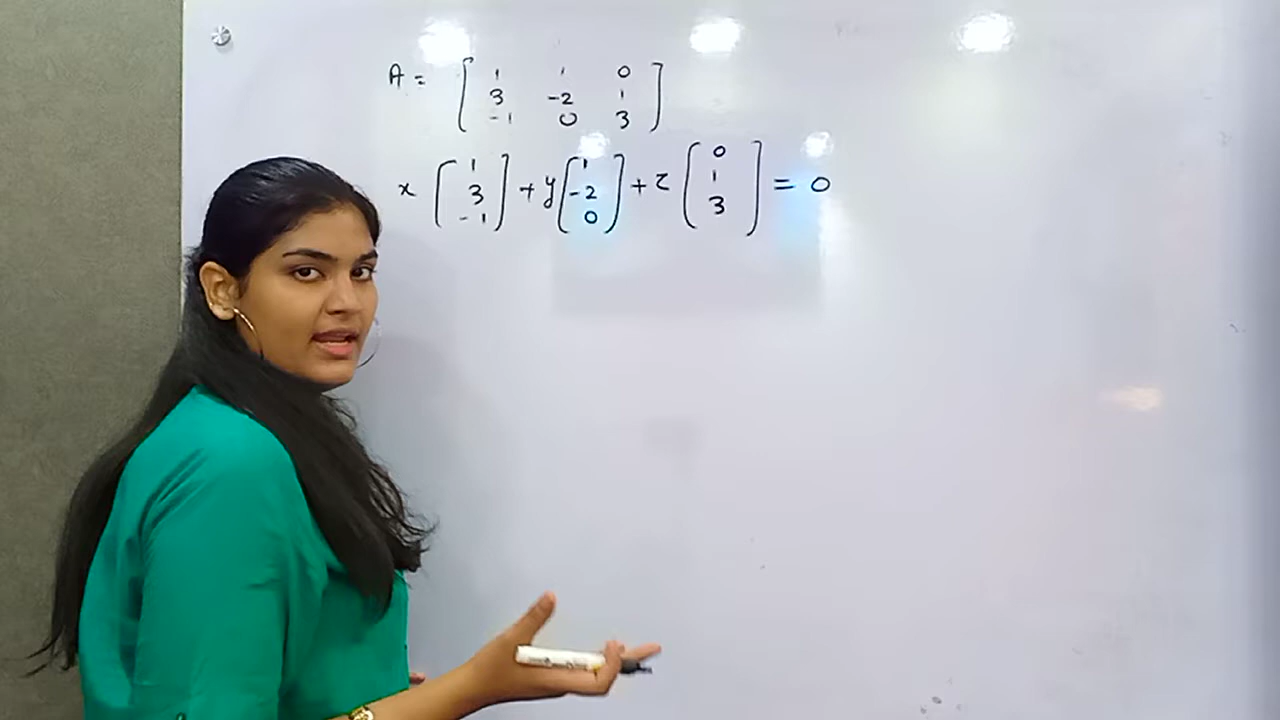 A = [ 1 1 0
3 -2 1
-1 0 3 ]
x [ 1 3 -1 ] + y [ 1 -2 0 ] + z [ 0 1 3 ] = 0